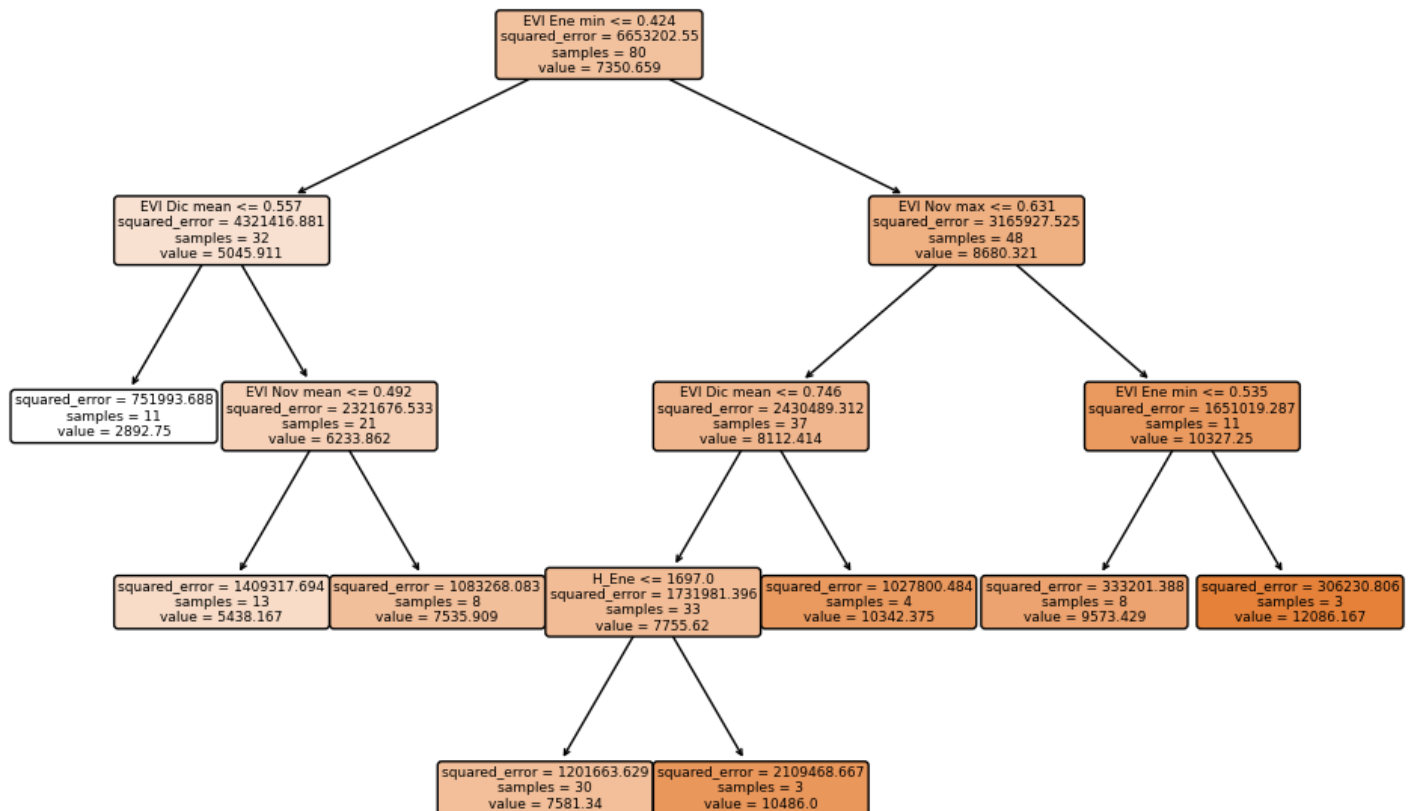 EVI Ene min <= 0.424
squared_error = 6653202.55
samples = 80
value = 7350.659
EVI Dic mean <= 0.557
squared_error = 4321416.881
samples = 32
value = 5045.911
EVI Nov max <= 0.631
squared_error = 3165927.525
samples = 48
value = 8680.321
squared_error = 751993.688
samples = 11
value = 2892.75
EVI Nov mean <= 0.492
squared_error = 2321676.533
samples = 21
value = 6233.862
EVI Dic mean <= 0.746
squared_error = 2430489.312
samples = 37
value = 8112.414
EVI Ene min <= 0.535
squared_error = 1651019.287
samples = 11
value = 10327.25
squared_error = 1409317.694
samples = 13
value = 5438.167
squared_error = 1083268.083
samples = 8
value = 7535.909
H_Ene <= 1697.0
squared_error = 1731981.396
samples = 33
value = 7755.62
squared_error = 1027800.484
samples = 4
value = 10342.375
squared_error = 333201.388
samples = 8
value = 9573.429
squared_error = 306230.806
samples = 3
value = 12086.167
squared_error = 1201663.629
samples = 30
value = 7581.34
squared_error = 2109468.667
samples = 3
value = 10486.0